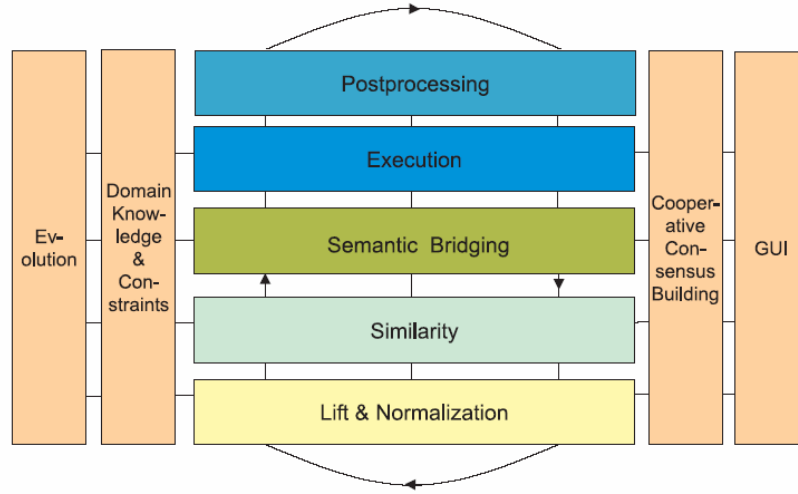 Postprocessing
Execution
Semantic Bridging
Similarity
Lift & Normalization
Ev-
olution
Domain
Know-
ledge
&
Con-
straints
Cooper-
ative
Con-
sensus
Building
GUI